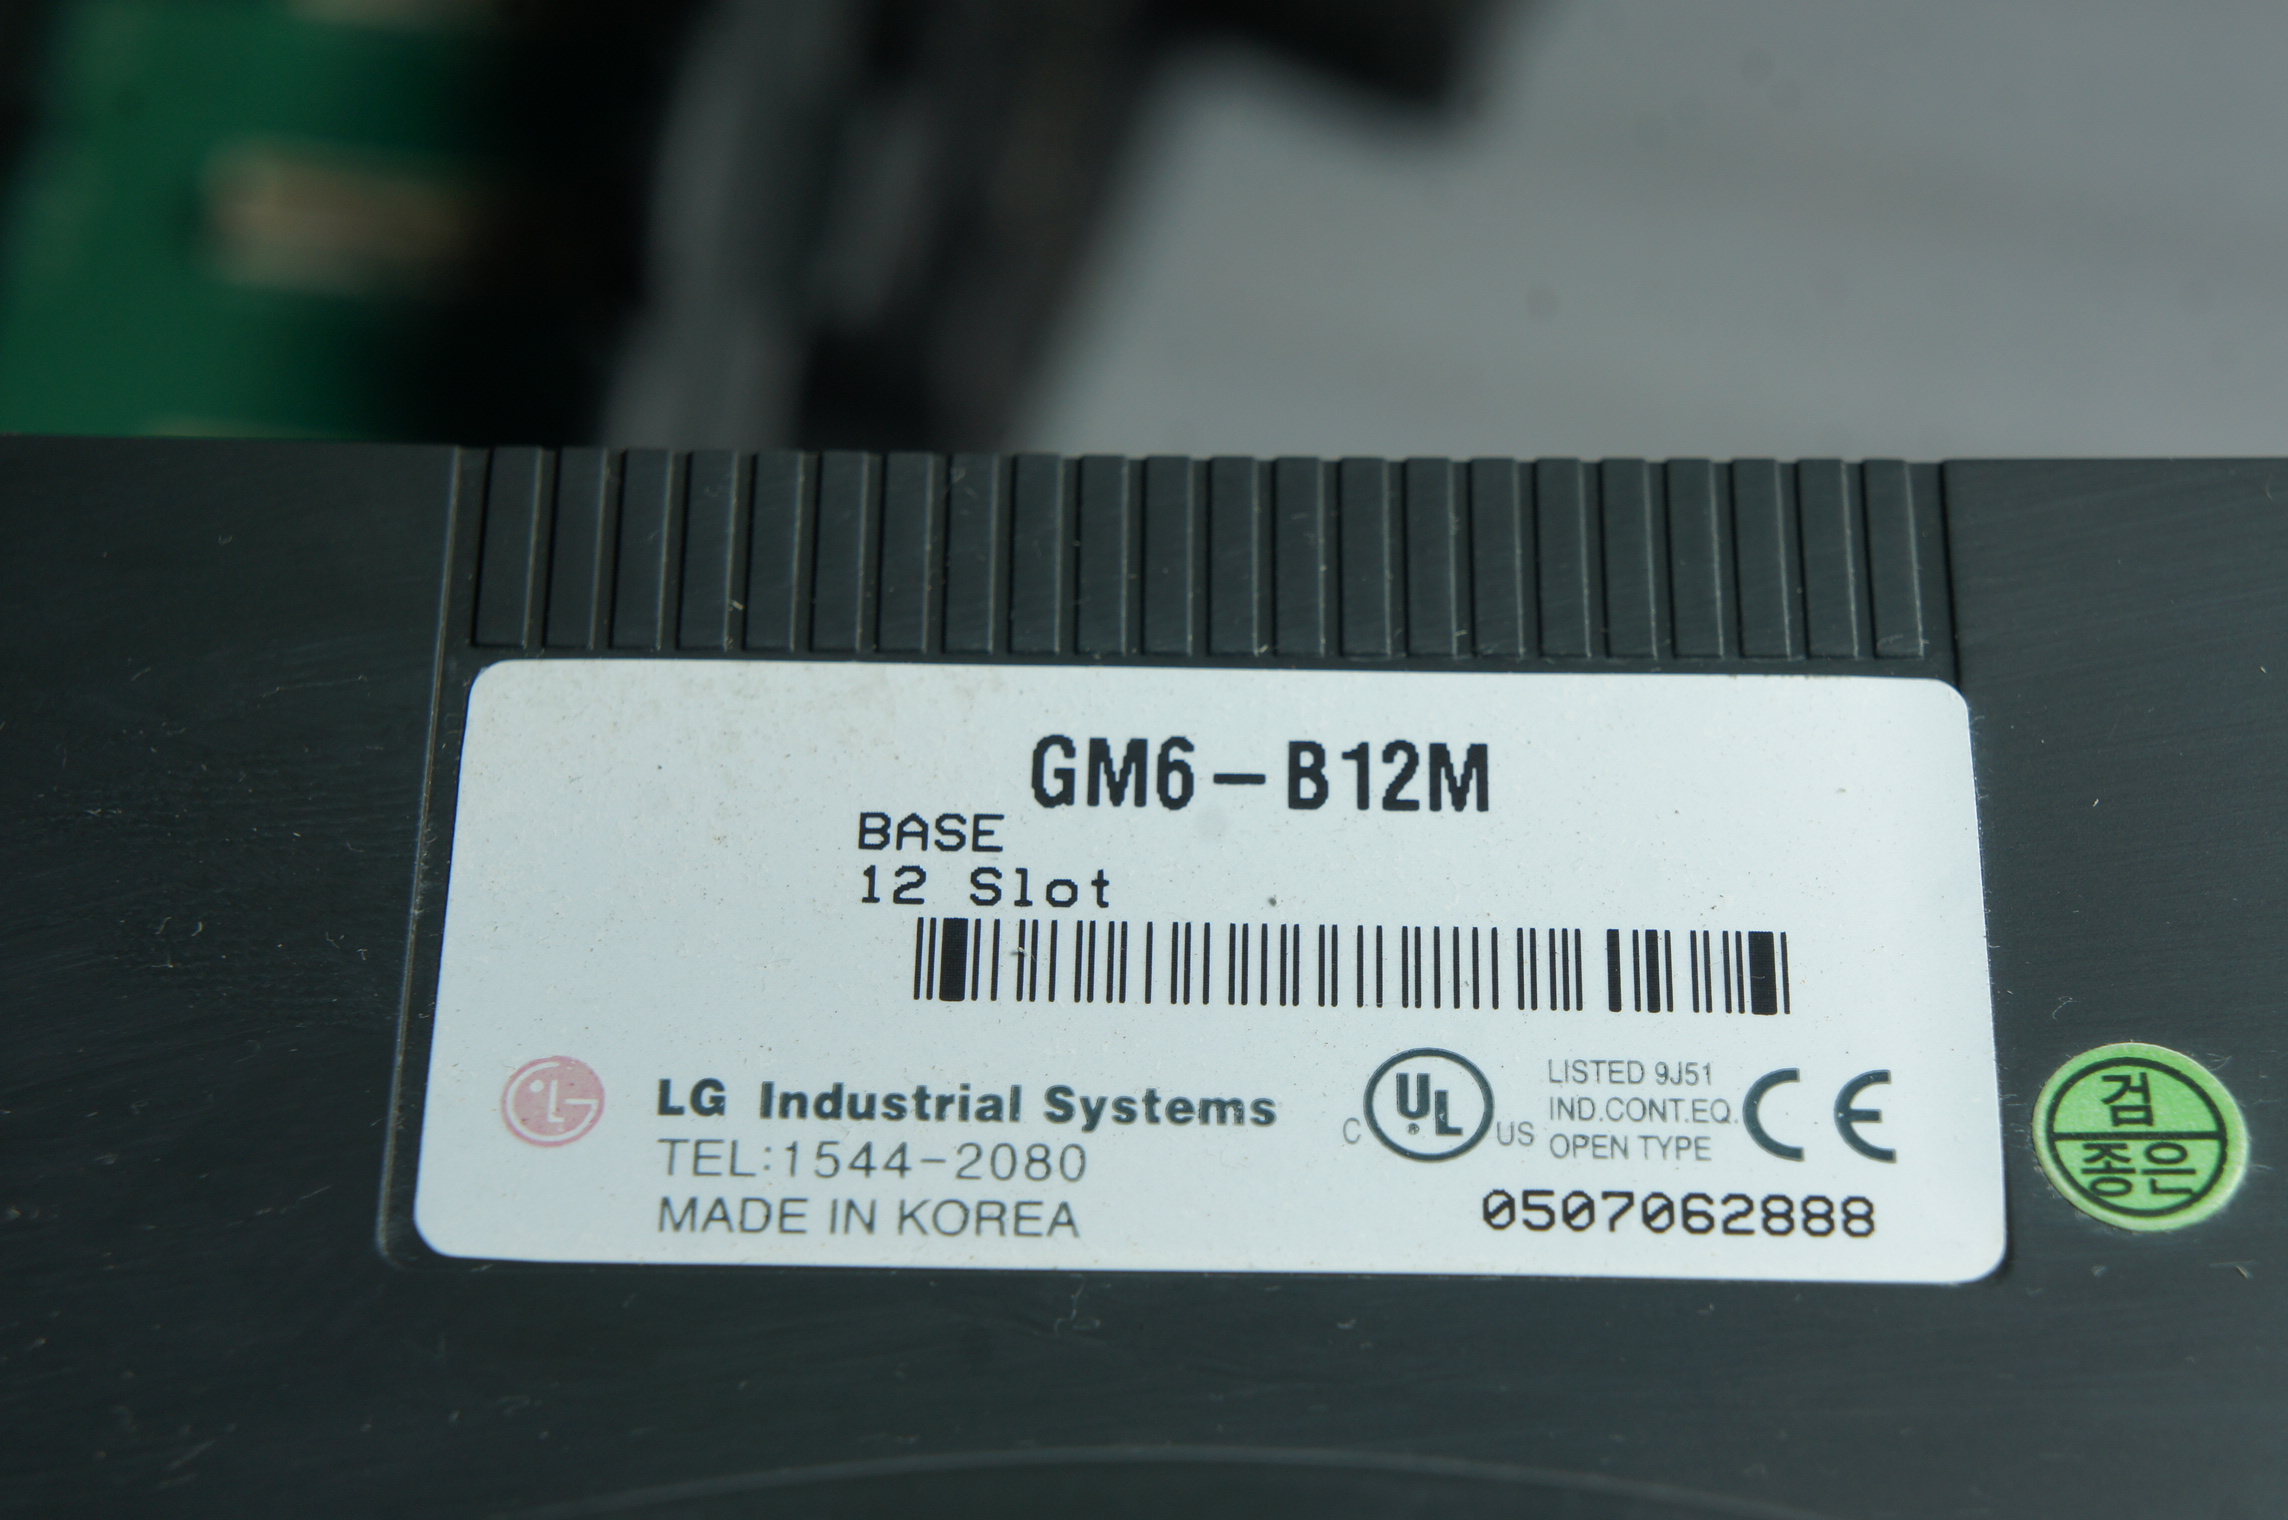 GM6-B12M
BASE
12 Slot
LG Industrial Systems
TEL:1544-2080
MADE IN KOREA
C UL US
LISTED 9J51
IND.CONT.EQ.
OPEN TYPE
CE
0507062888
검
종은